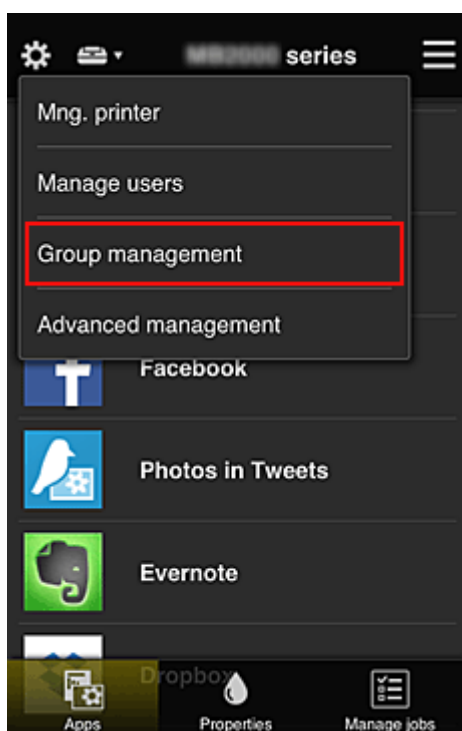 series
Mng. printer
Manage users
Group management
Advanced management
Facebook
Photos in Tweets
Evernote
Dropbox
Apps Properties Manage jobs